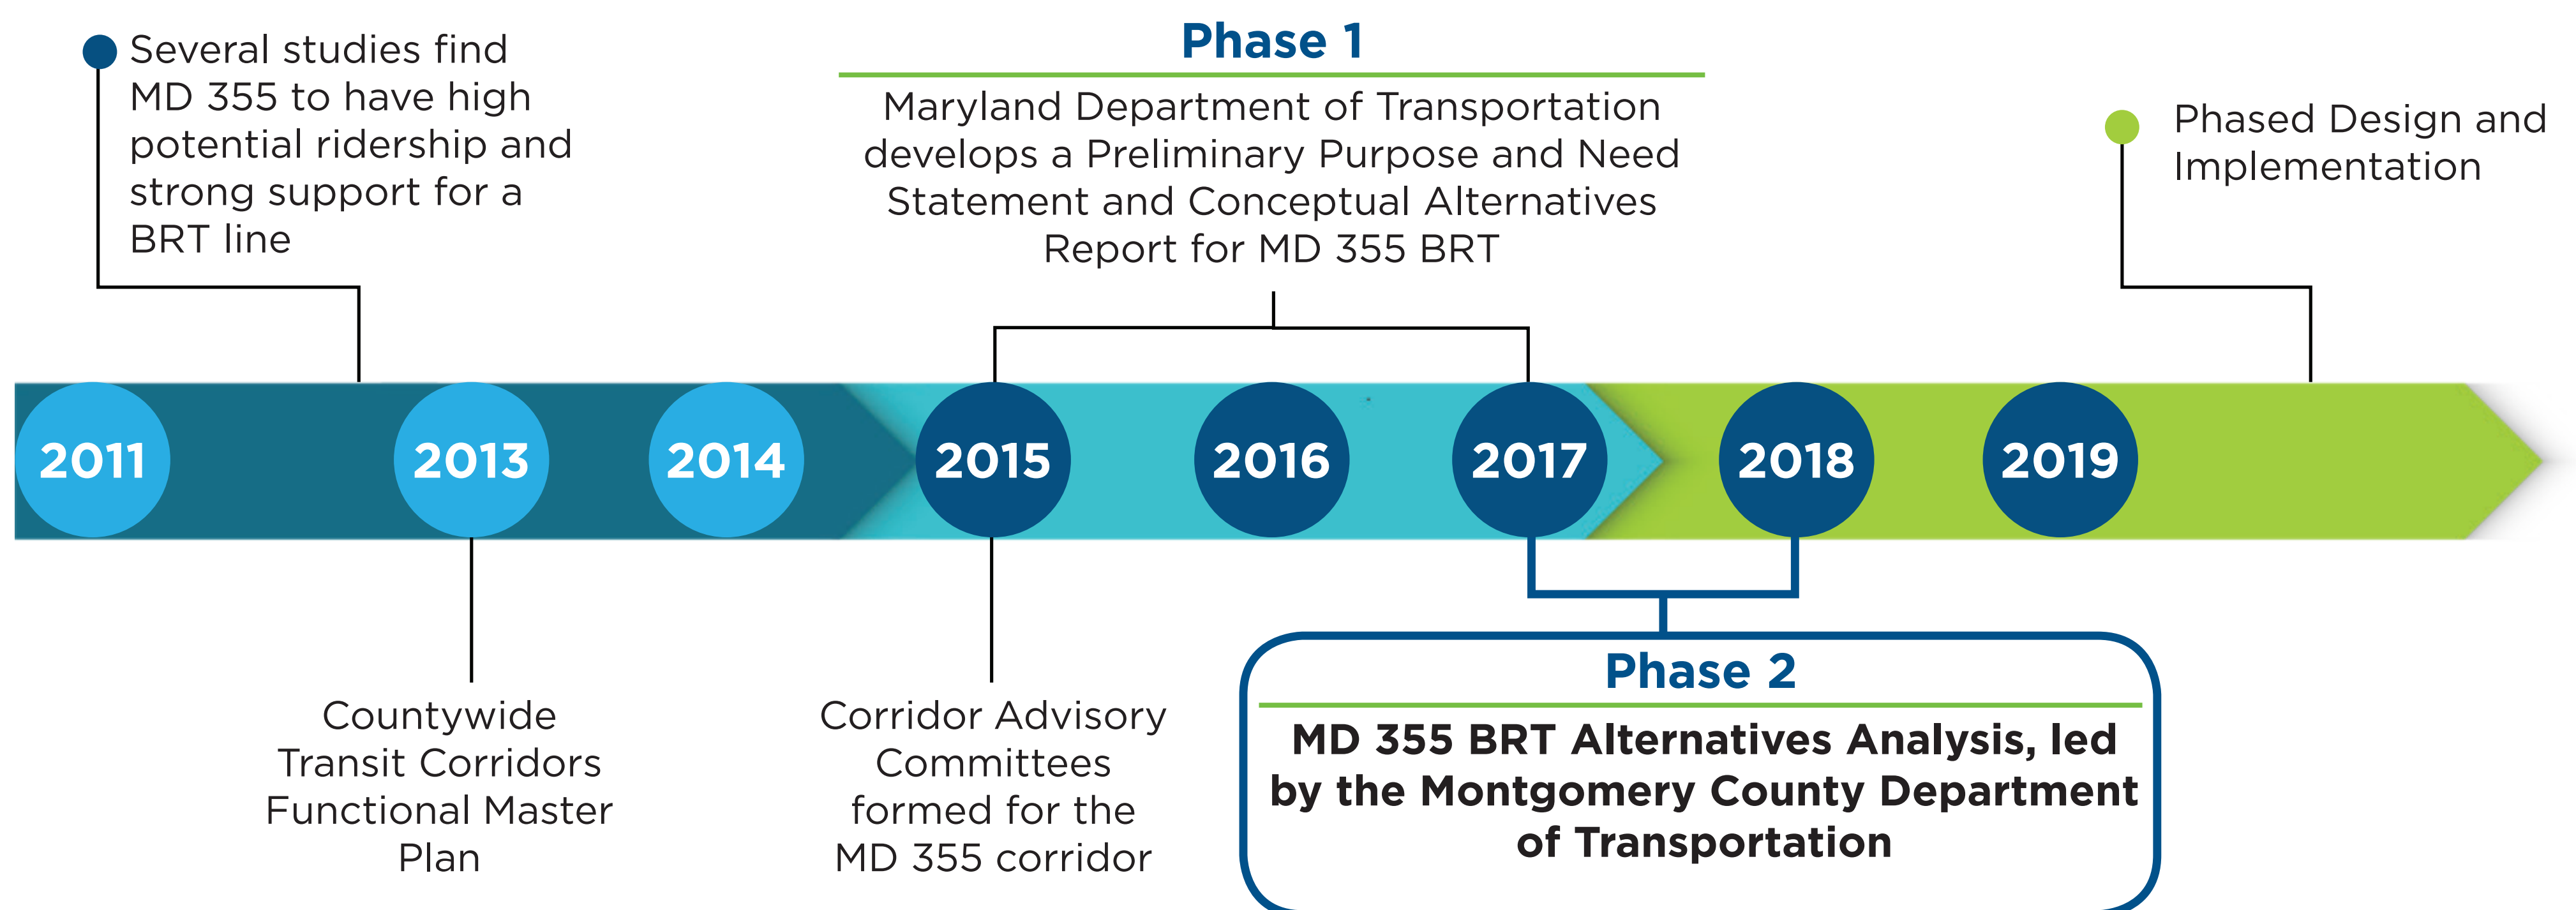 Several studies find
MD 355 to have high
potential ridership and
strong support for a
BRT line
Phase 1
Maryland Department of Transportation
develops a Preliminary Purpose and Need
Statement and Conceptual Alternatives
Report for MD 355 BRT
Phased Design and
Implementation
2011
2013
2014
2015
2016
2017
2018
2019
Countywide
Transit Corridors
Functional Master
Plan
Corridor Advisory
Committees
formed for the
MD 355 corridor
Phase 2
MD 355 BRT Alternatives Analysis, led
by the Montgomery County Department
of Transportation